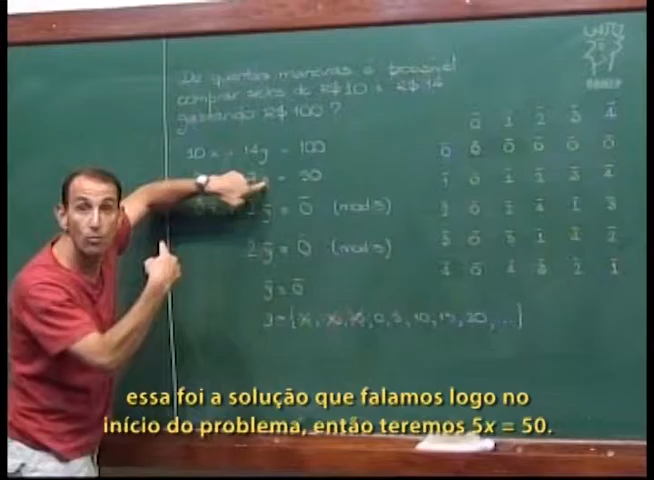 De quantas maneiras é possível
comprar selos de R$10 e R$14
gastando R$100?
10x + 14y = 100
= 50
ȳ = 0̄ (mod 5)
2ȳ = 0̄ (mod 5)
ȳ = 0̄
0, 5, 10, 15, 20, ...}
0̄ 1̄ 2̄ 3̄ 4̄
0̄ 0̄ 0̄ 0̄ 0̄ 0̄
1̄ 0̄ 1̄ 2̄ 3̄ 4̄
0̄ 2̄ 4̄ 1̄ 3̄
3̄ 0̄ 3̄ 1̄ 4̄ 2̄
4̄ 0̄ 4̄ 3̄ 2̄ 1̄
essa foi a solução que falamos logo no
início do problema, então teremos 5x = 50.